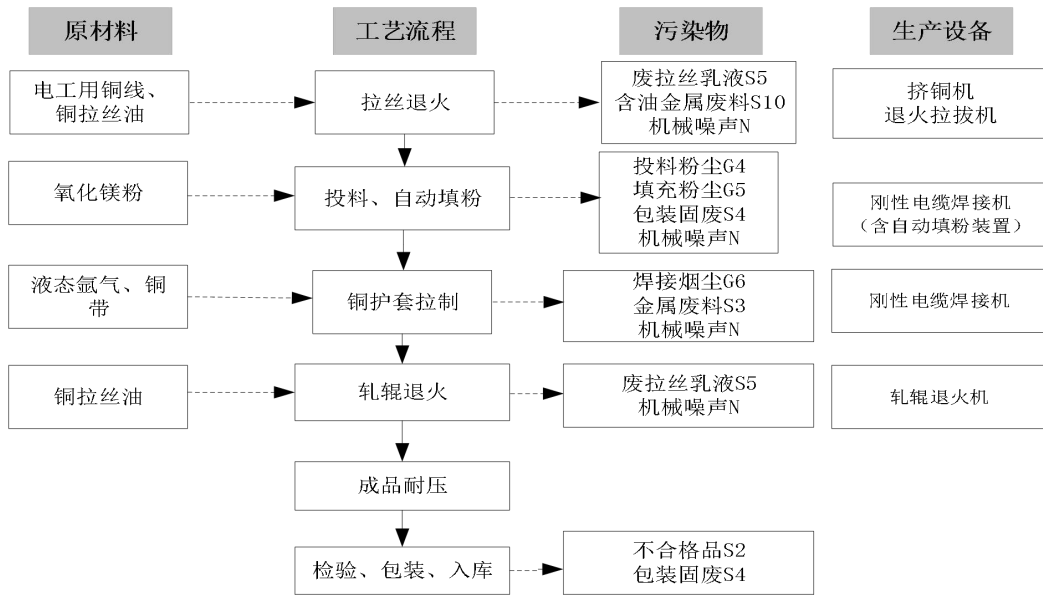 原材料
工艺流程
污染物
生产设备
电工用铜线、
铜拉丝油
拉丝退火
废拉丝乳液S5
含油金属废料S10
机械噪声N
挤铜机
退火拉拔机
氧化镁粉
投料、自动填粉
投料粉尘G4
填充粉尘G5
包装固废S4
机械噪声N
刚性电缆焊接机
（含自动填粉装置）
液态氩气、铜
带
铜护套拉制
焊接烟尘G6
金属废料S3
机械噪声N
刚性电缆焊接机
铜拉丝油
轧辊退火
废拉丝乳液S5
机械噪声N
轧辊退火机
成品耐压
检验、包装、入库
不合格品S2
包装固废S4